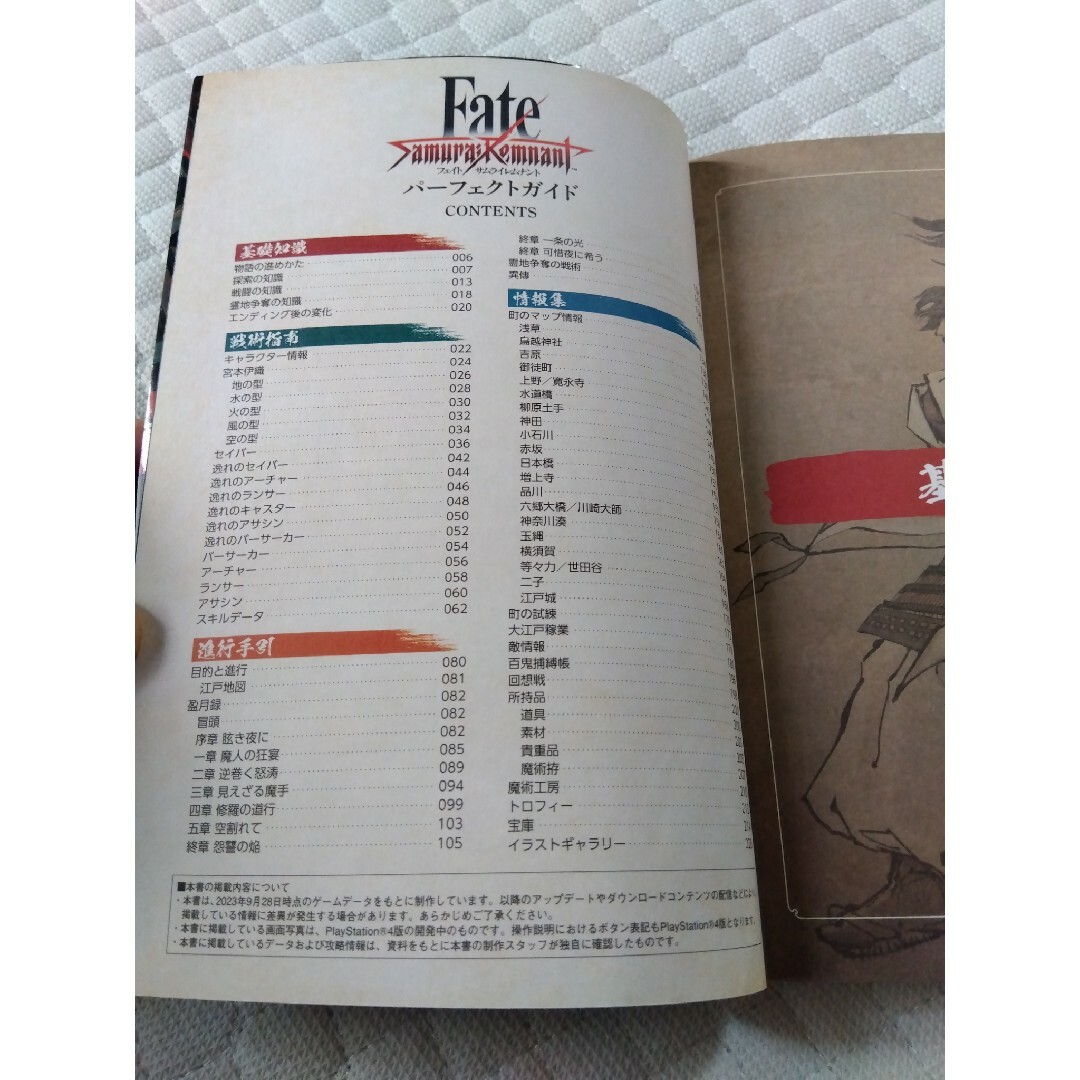 Fate
Samurai Remnant™
フェイト／サムライレムナント
パーフェクトガイド
CONTENTS
基礎知識
物語の進めかた 006
探索の知識 007
戦闘の知識 013
霊地争奪の知識 018
エンディング後の変化 020
戦術指南
キャラクター情報 022
宮本伊織 024
地の型 026
水の型 028
火の型 030
風の型 032
空の型 034
セイバー 036
逸れのセイバー 042
逸れのアーチャー 044
逸れのランサー 046
逸れのキャスター 048
逸れのアサシン 050
逸れのバーサーカー 052
バーサーカー 054
アーチャー 056
ランサー 058
アサシン 060
スキルデータ 062
進行手引
目的と進行 080
江戸地図 081
盈月録 082
冒頭 082
序章 眩き夜に 082
一章 魔人の狂宴 085
二章 逆巻く怒涛 089
三章 見えざる魔手 094
四章 修羅の道行 099
五章 空割れて 103
終章 怨讐の焔 105
終章 一条の光
終章 可惜夜に希う
霊地争奪の戦術
異傳
情報集
町のマップ情報
浅草
鳥越神社
吉原
御徒町
上野／寛永寺
水道橋
柳原土手
神田
小石川
赤坂
日本橋
増上寺
品川
六郷大橋／川崎大師
神奈川湊
玉縄
横須賀
等々力／世田谷
二子
江戸城
町の試練
大江戸稼業
敵情報
百鬼捕縛帳
回想戦
所持品
道具
素材
貴重品
魔術拵
魔術工房
トロフィー
宝庫
イラストギャラリー
■本書の掲載内容について
・本書は、2023年9月28日時点のゲームデータをもとに制作しています。以降のアップデートやダウンロードコンテンツの配信などにより
掲載している情報に差異が発生する場合があります。あらかじめご了承ください。
・本書に掲載している画面写真は、PlayStation®4版の開発中のものです。操作説明におけるボタン表記もPlayStation®4版となります。
・本書に掲載しているデータおよび攻略情報は、資料をもとに本書の制作スタッフが独自に確認したものです。